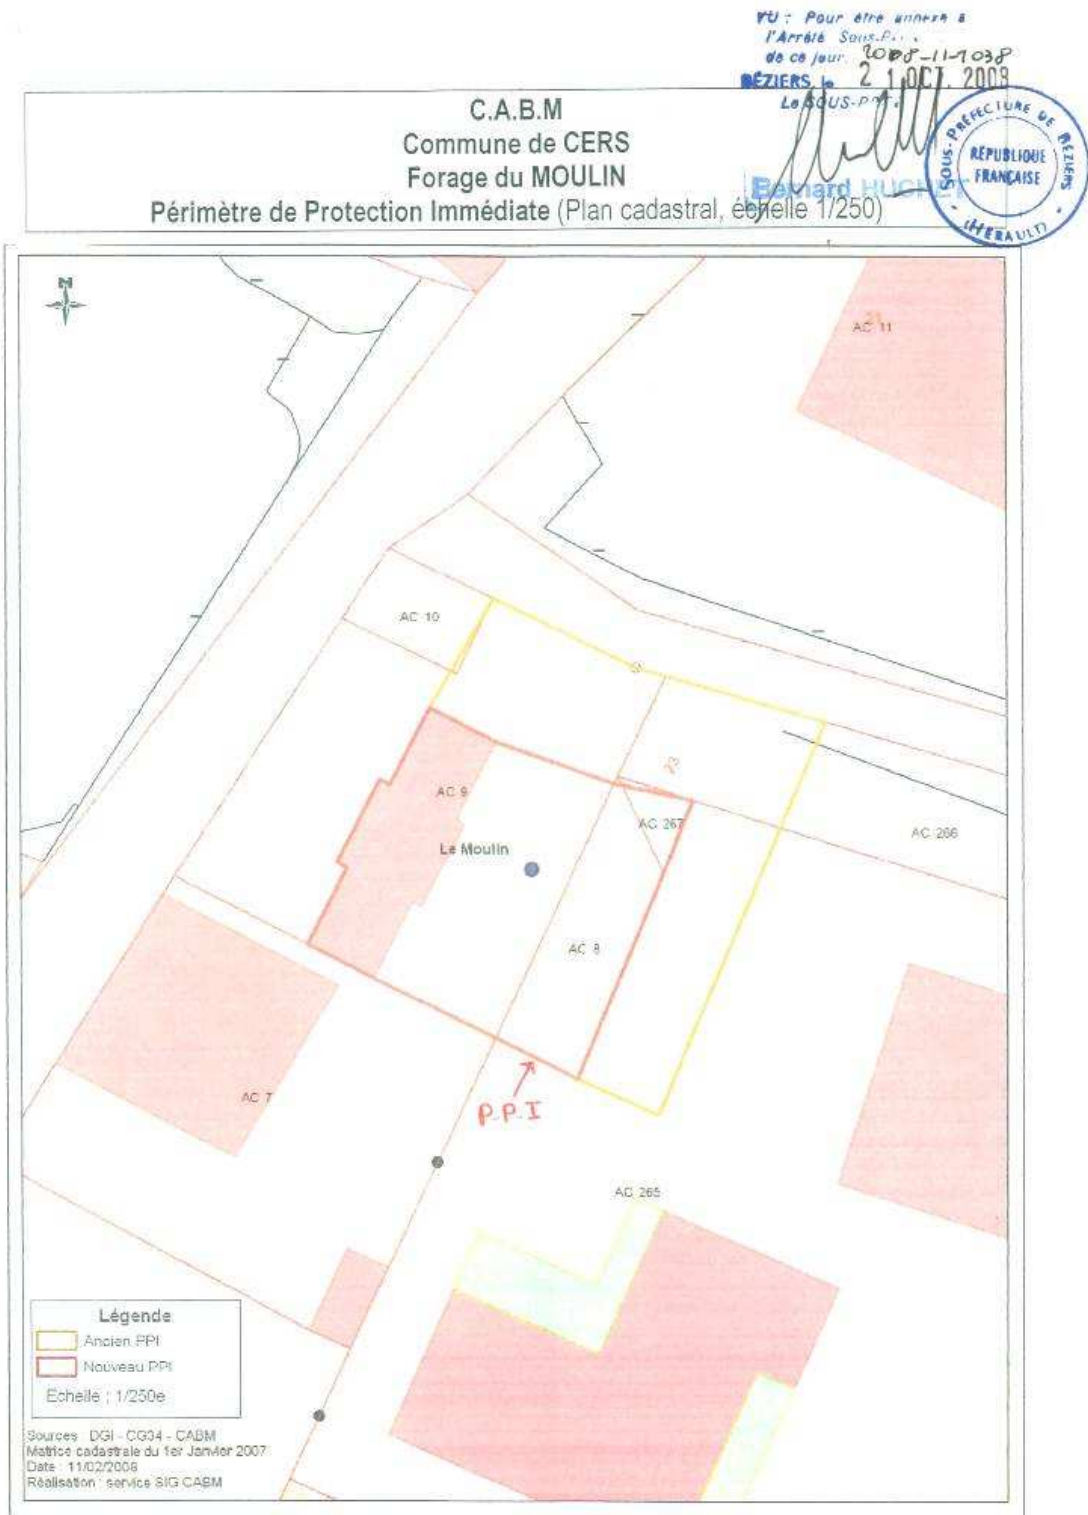 VU : Pour être annexé à
l'Arrêté Sous-P...
de ce jour 2008-11-1038
BÉZIERS, le 21 OCT. 2008
Le SOUS-P
Bernard HUCHET
SOUS-PRÉFECTURE DE BÉZIERS
RÉPUBLIQUE
FRANÇAISE
(HÉRAULT)
C.A.B.M
Commune de CERS
Forage du MOULIN
Périmètre de Protection Immédiate (Plan cadastral, échelle 1/250)
N
AC 11
AC 10
AC 9
AC 267
AC 266
Le Moulin
AC 8
AC 7
P.P.I
AC 265
Légende
Ancien PPI
Nouveau PPI
Echelle : 1/250e
Sources : DGI - CG34 - CABM
Matrice cadastrale du 1er Janvier 2007
Date : 11/02/2008
Réalisation : service SIG CABM